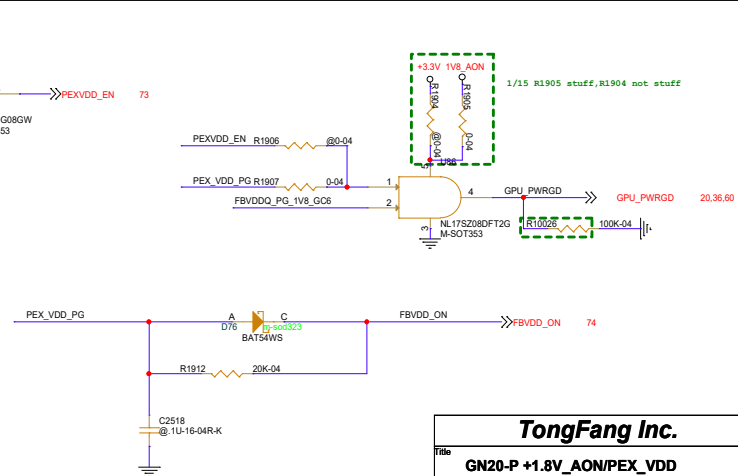 +3.3V 1V8_AON
1/15 R1905 stuff,R1904 not stuff
PEXVDD_EN 73
R1904
R1905
G08GW
53
PEXVDD_EN R1906 @0-04
@0-04
0-04
5
U86
PEX_VDD_PG R1907 0-04
1
4
GPU_PWRGD
GPU_PWRGD 20,36,60
FBVDDQ_PG_1V8_GC6
2
3
NL17SZ08DFT2G
M-SOT353
R10026 100K-04
PEX_VDD_PG
A
C
FBVDD_ON
FBVDD_ON 74
D76
m-sod323
BAT54WS
R1912 20K-04
C2518
@.1U-16-04R-K
TongFang Inc.
Title
GN20-P +1.8V_AON/PEX_VDD